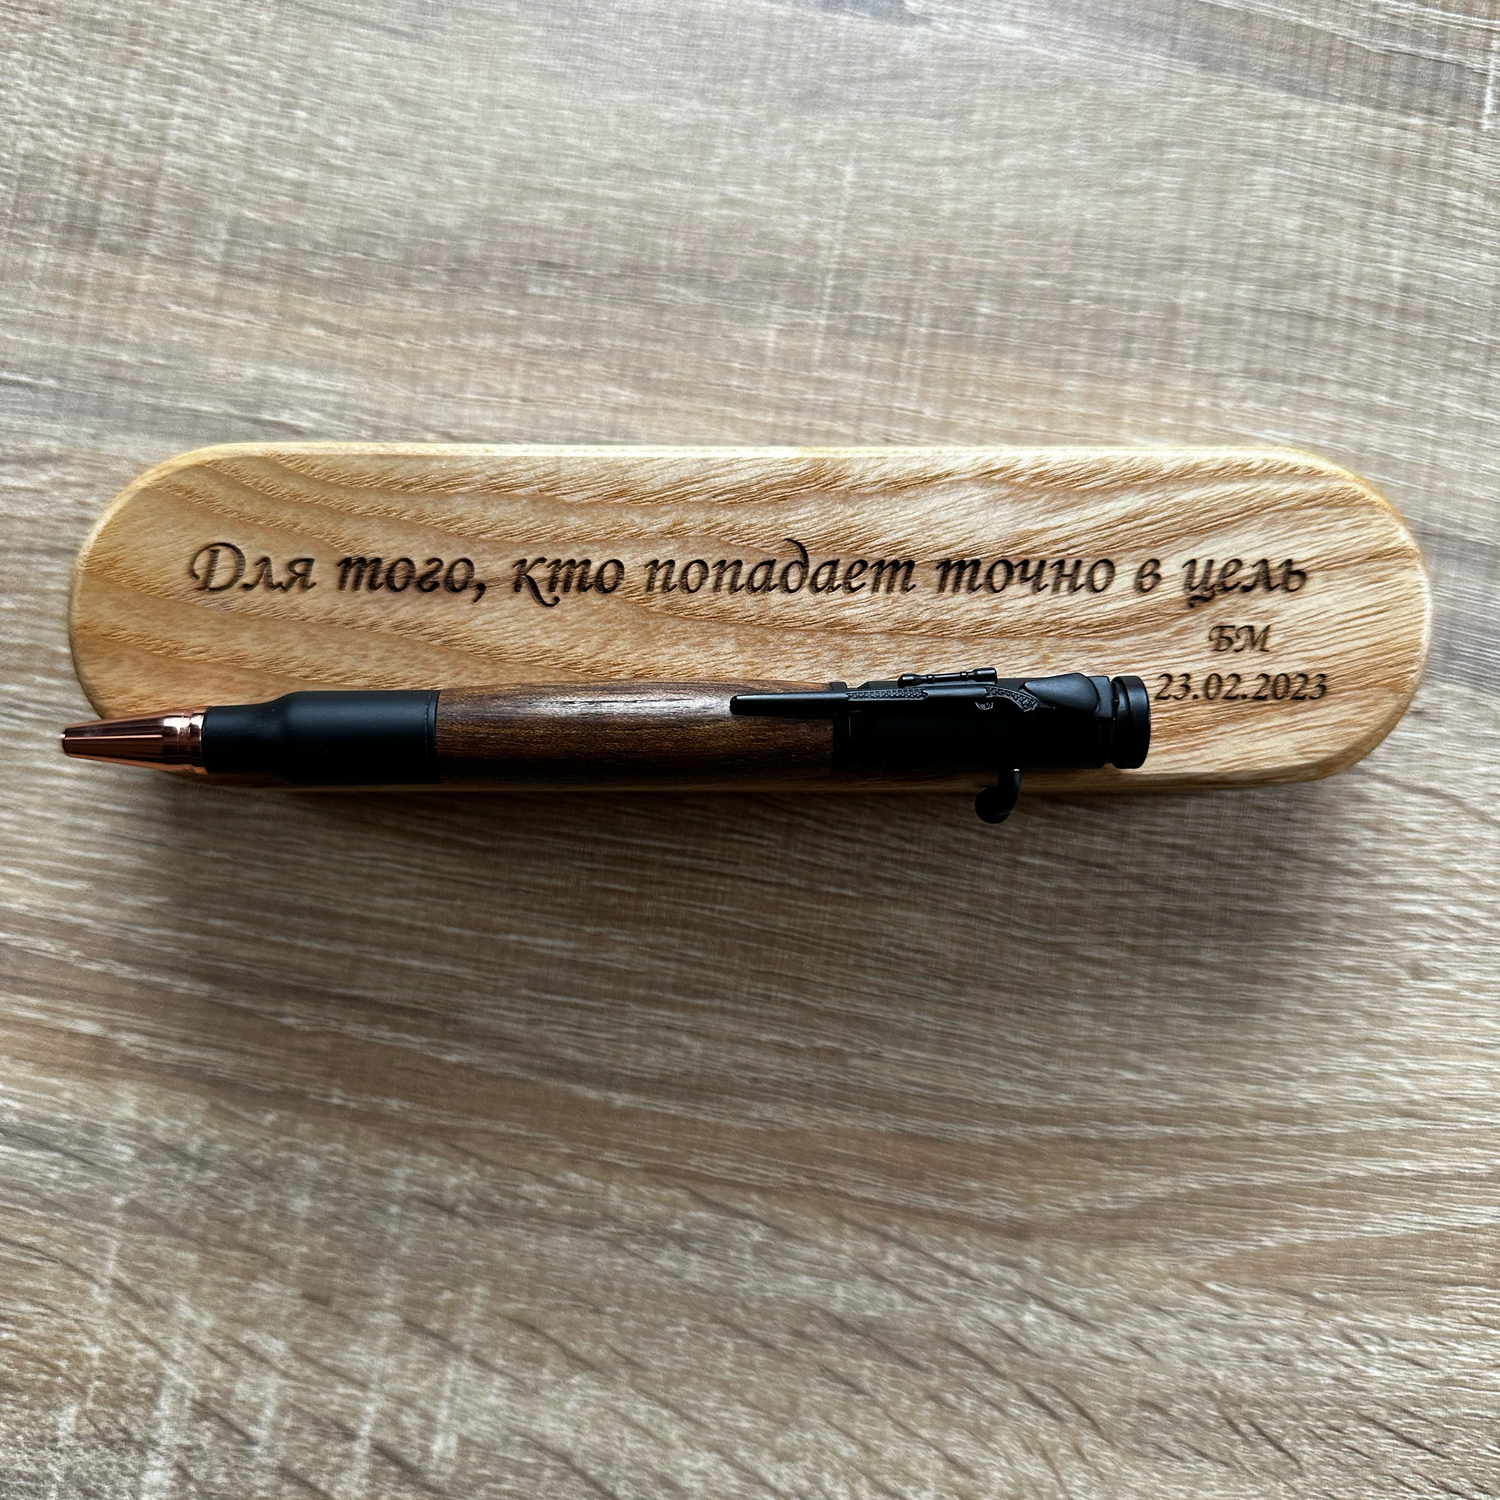 Для того, кто попадает точно в цель
БМ
23.02.2023